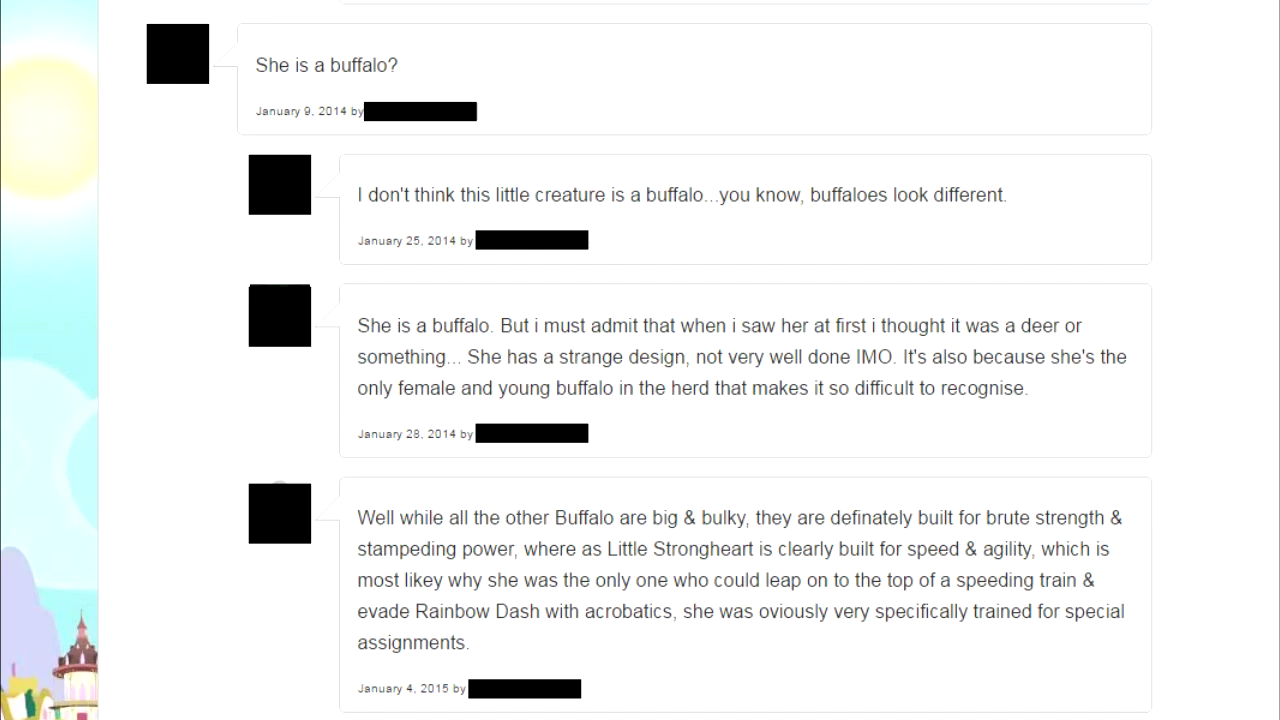 She is a buffalo?
January 9, 2014 by
I don't think this little creature is a buffalo...you know, buffaloes look different.
January 25, 2014 by
She is a buffalo. But i must admit that when i saw her at first i thought it was a deer or
something... She has a strange design, not very well done IMO. It's also because she's the
only female and young buffalo in the herd that makes it so difficult to recognise.
January 28, 2014 by
Well while all the other Buffalo are big & bulky, they are definately built for brute strength &
stampeding power, where as Little Strongheart is clearly built for speed & agility, which is
most likey why she was the only one who could leap on to the top of a speeding train &
evade Rainbow Dash with acrobatics, she was oviously very specifically trained for special
assignments.
January 4, 2015 by